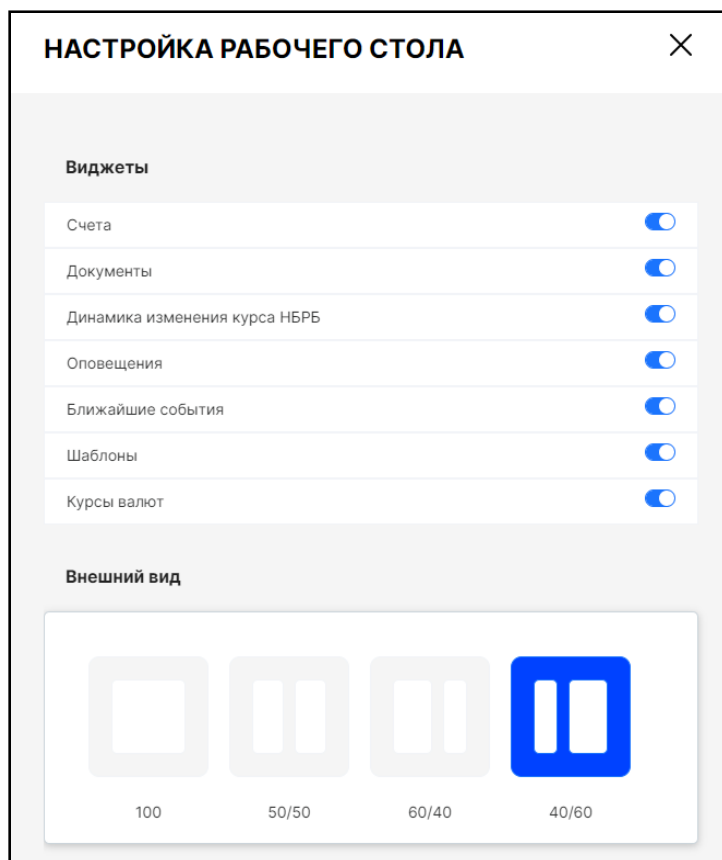 НАСТРОЙКА РАБОЧЕГО СТОЛА
Виджеты
Счета
Документы
Динамика изменения курса НБРБ
Оповещения
Ближайшие события
Шаблоны
Курсы валют
Внешний вид
100 50/50 60/40 40/60